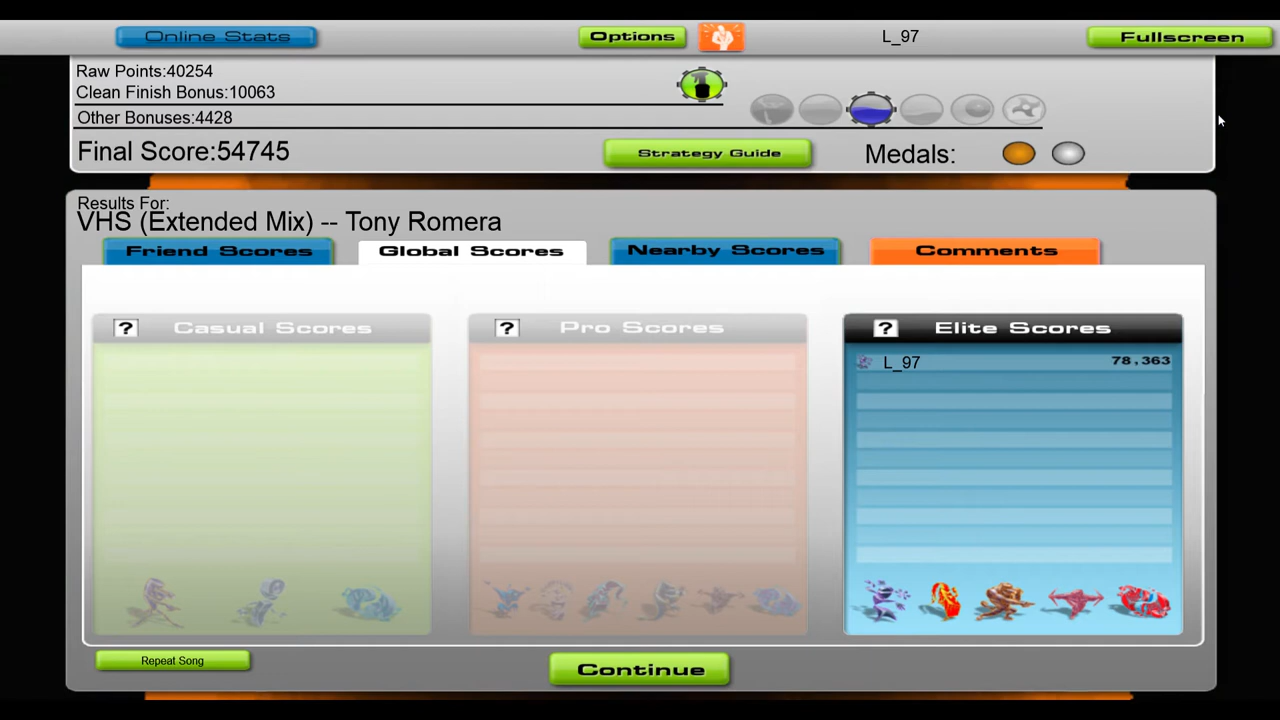 Online Stats
Options
L_97
Fullscreen
Raw Points:40254
Clean Finish Bonus:10063
Other Bonuses:4428
Final Score:54745
Strategy Guide
Medals:
Results For:
VHS (Extended Mix) -- Tony Romera
Friend Scores
Global Scores
Nearby Scores
Comments
? Casual Scores
? Pro Scores
? Elite Scores
L_97 78,363
Repeat Song
Continue